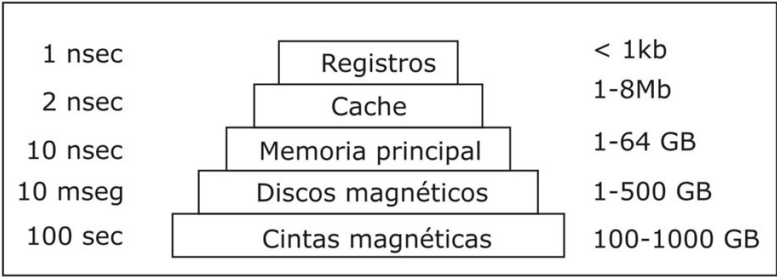 1 nsec Registros < 1kb
2 nsec Cache 1-8Mb
10 nsec Memoria principal 1-64 GB
10 mseg Discos magnéticos 1-500 GB
100 sec Cintas magnéticas 100-1000 GB